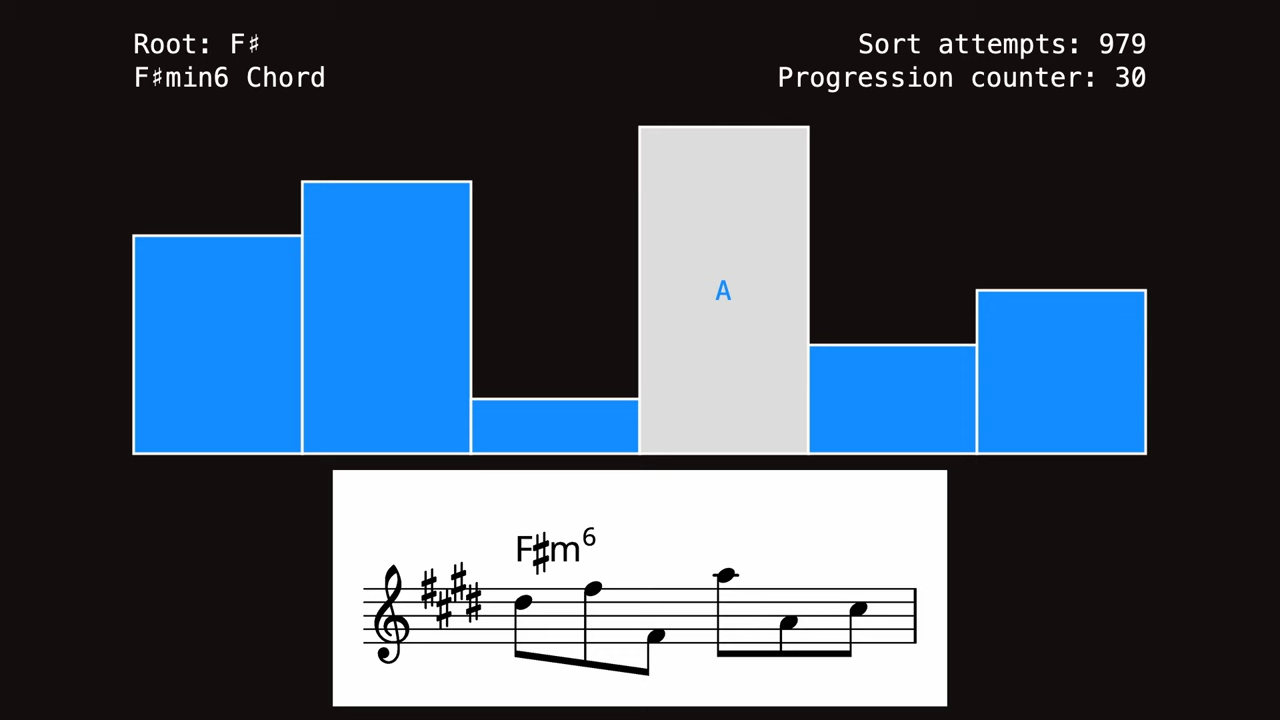 Root: F♯
F♯min6 Chord
Sort attempts: 979
Progression counter: 30
A
F♯m⁶